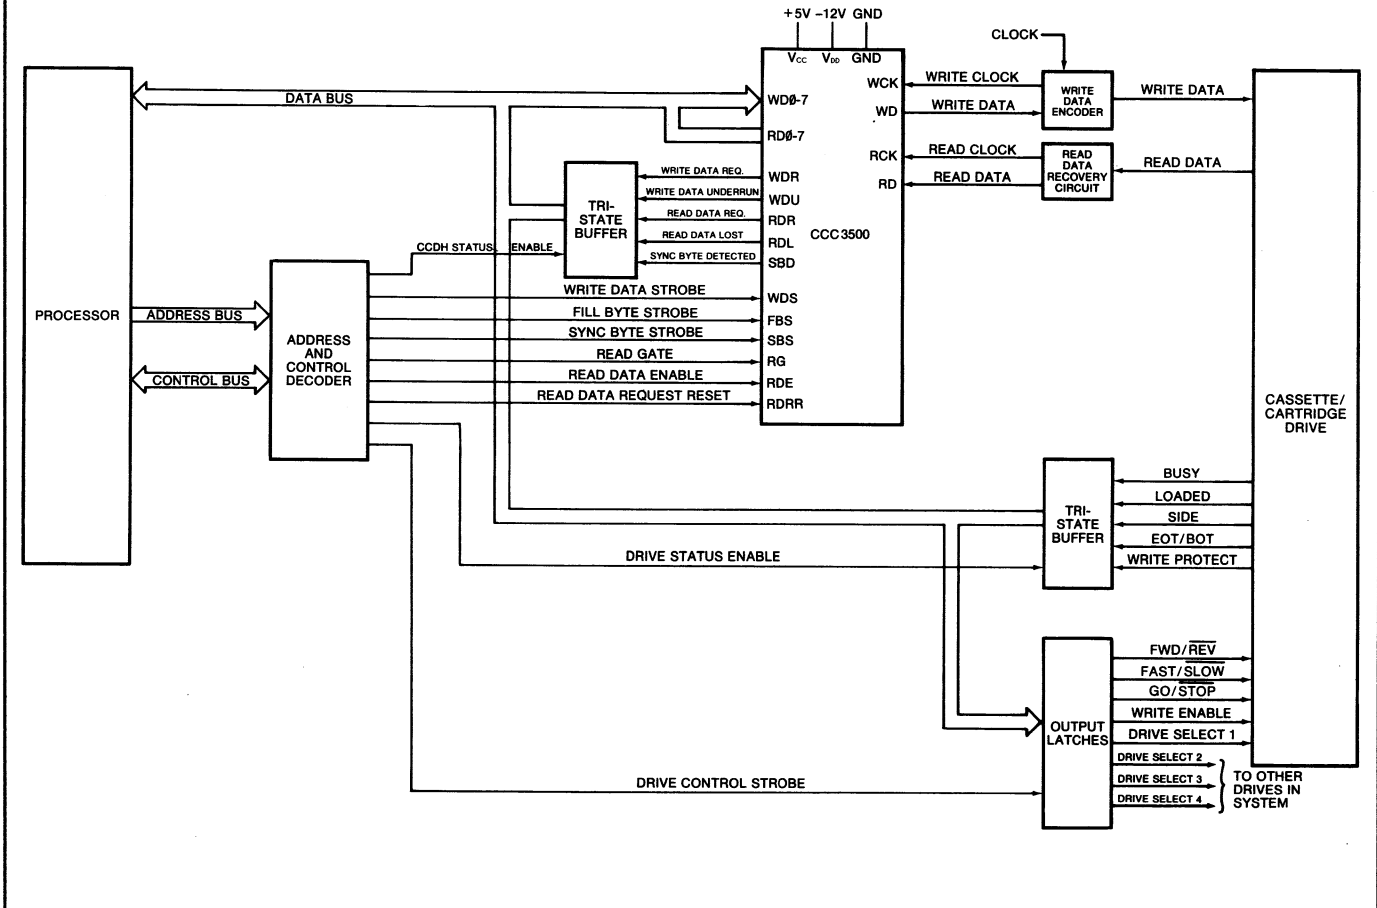 +5V -12V GND
CLOCK
VCC VDD GND
WCK
WRITE CLOCK
WRITE
DATA
ENCODER
WRITE DATA
DATA BUS
WDØ-7
WD
WRITE DATA
RDØ-7
RCK
READ CLOCK
READ
DATA
RECOVERY
CIRCUIT
READ DATA
RD
READ DATA
WRITE DATA REQ.
WDR
WRITE DATA UNDERRUN
WDU
TRI-
STATE
BUFFER
READ DATA REQ.
RDR
READ DATA LOST
RDL
SYNC BYTE DETECTED
SBD
CCC3500
CCDH STATUS ENABLE
WRITE DATA STROBE
WDS
PROCESSOR
ADDRESS BUS
FILL BYTE STROBE
FBS
SYNC BYTE STROBE
SBS
ADDRESS
AND
CONTROL
DECODER
READ GATE
RG
CONTROL BUS
READ DATA ENABLE
RDE
READ DATA REQUEST RESET
RDRR
CASSETTE/
CARTRIDGE
DRIVE
BUSY
LOADED
TRI-
STATE
BUFFER
SIDE
EOT/BOT
WRITE PROTECT
DRIVE STATUS ENABLE
FWD/REV
FAST/SLOW
GO/STOP
WRITE ENABLE
OUTPUT
LATCHES
DRIVE SELECT 1
DRIVE SELECT 2
DRIVE SELECT 3
DRIVE SELECT 4
TO OTHER
DRIVES IN
SYSTEM
DRIVE CONTROL STROBE